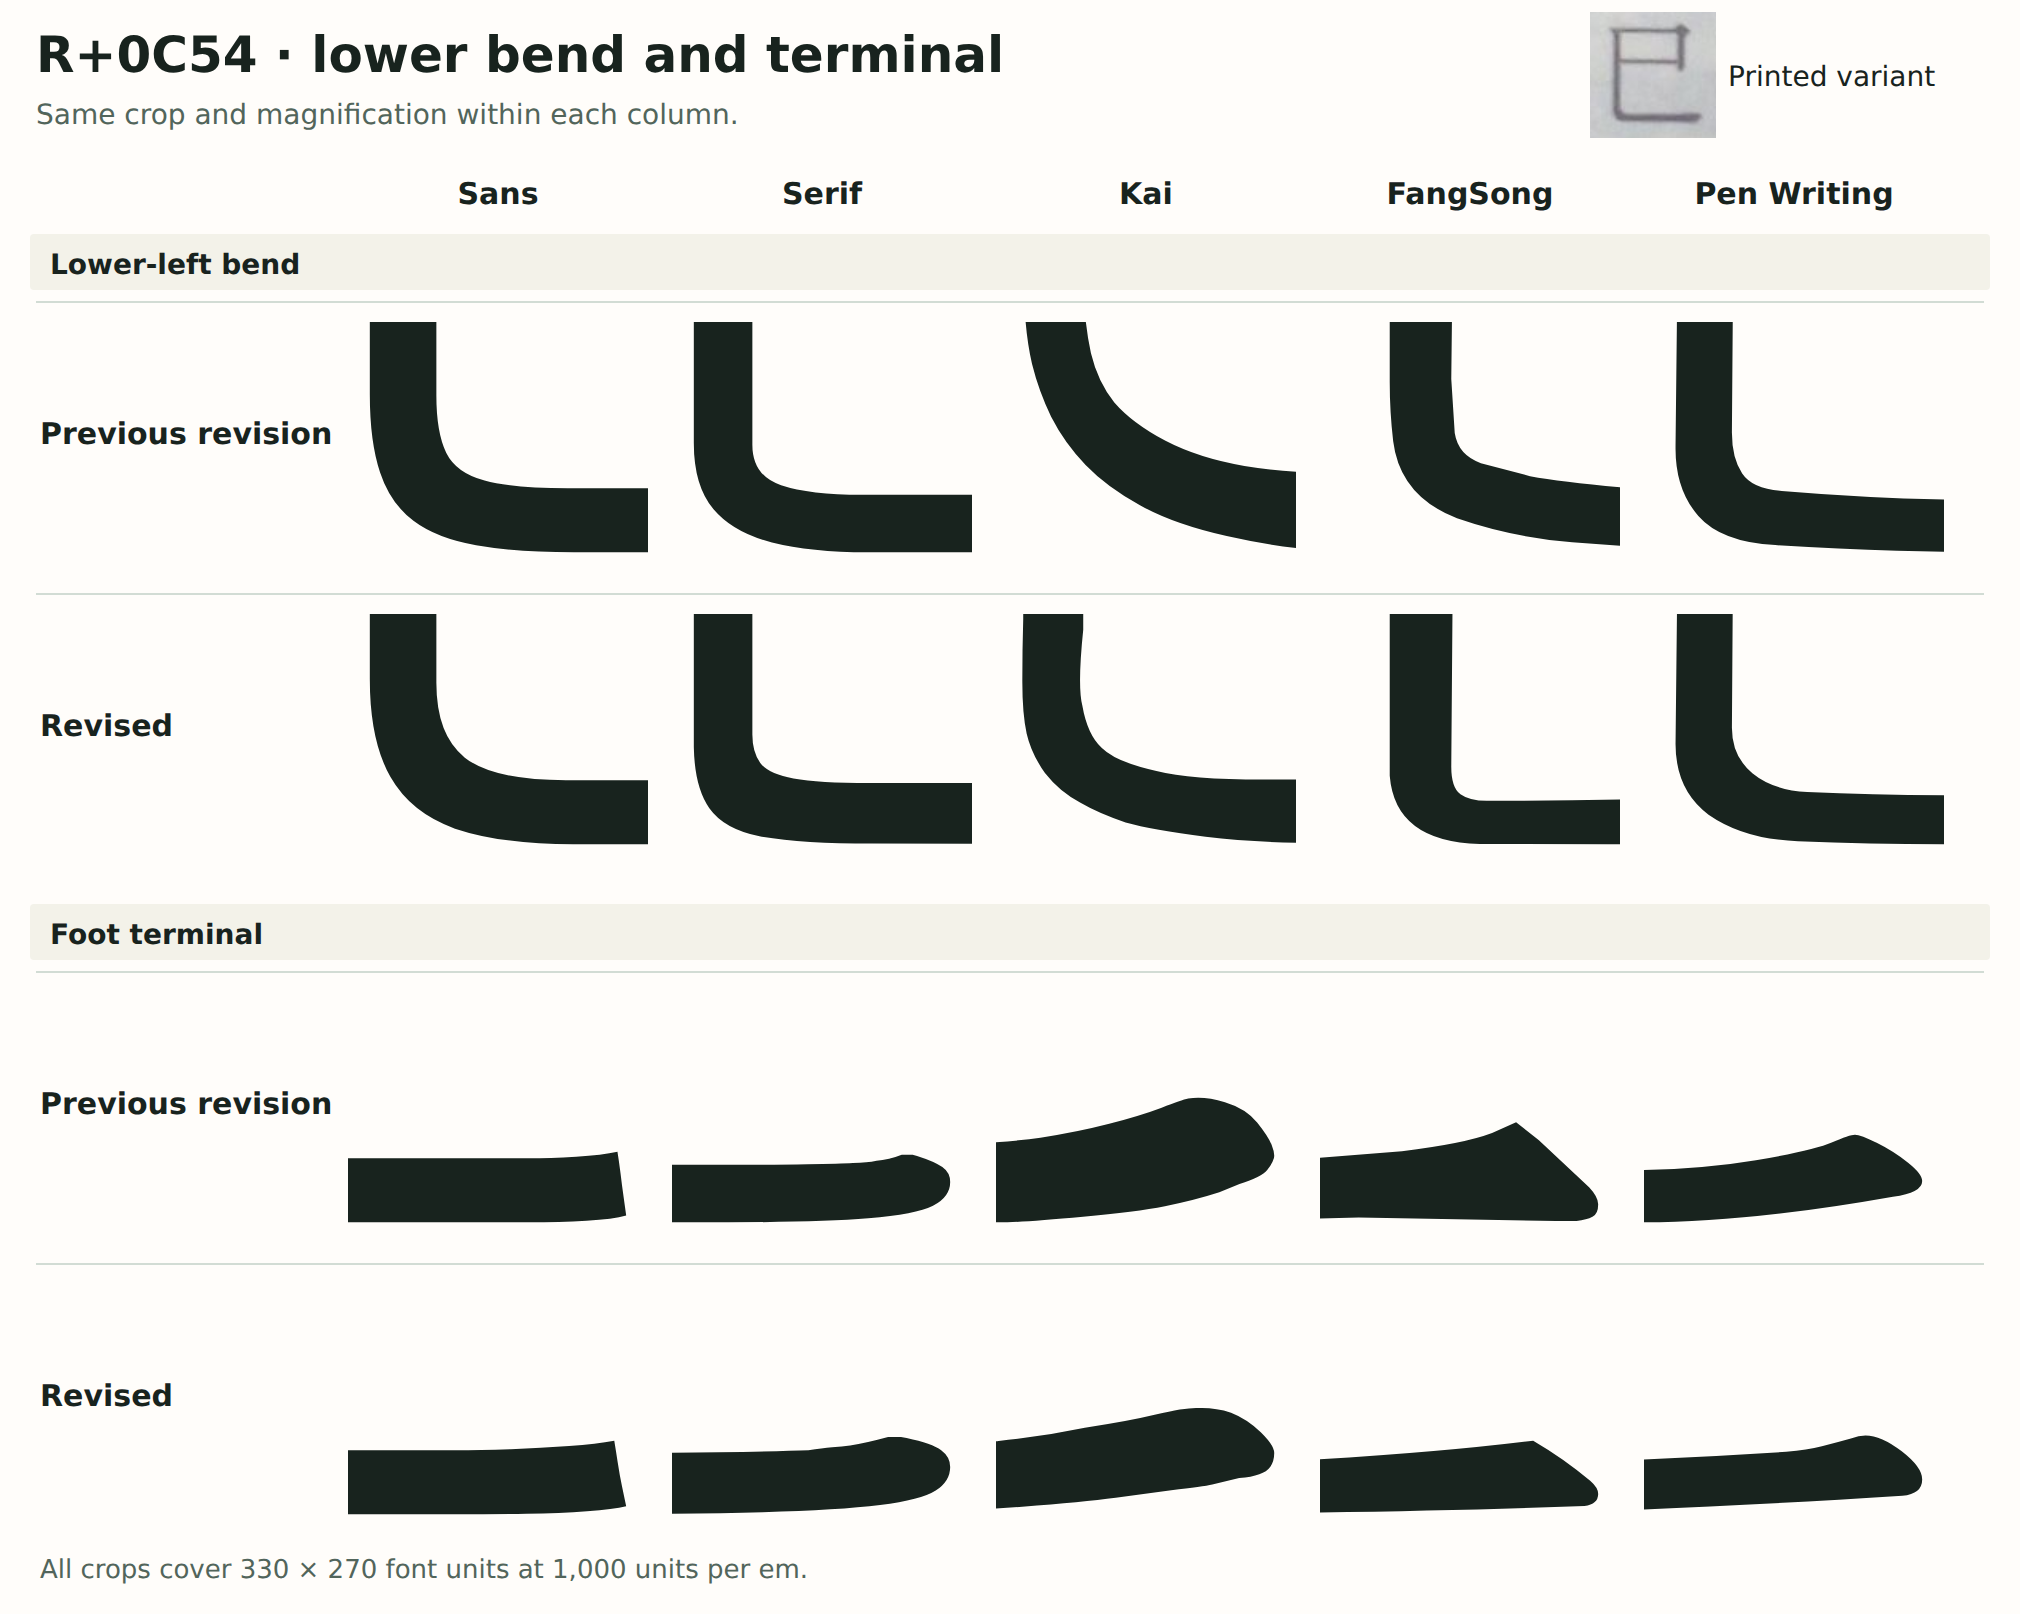 R+0C54 · lower bend and terminal
Same crop and magnification within each column.
Printed variant
Sans Serif Kai FangSong Pen Writing
Lower-left bend
Previous revision
Revised
Foot terminal
Previous revision
Revised
All crops cover 330 × 270 font units at 1,000 units per em.